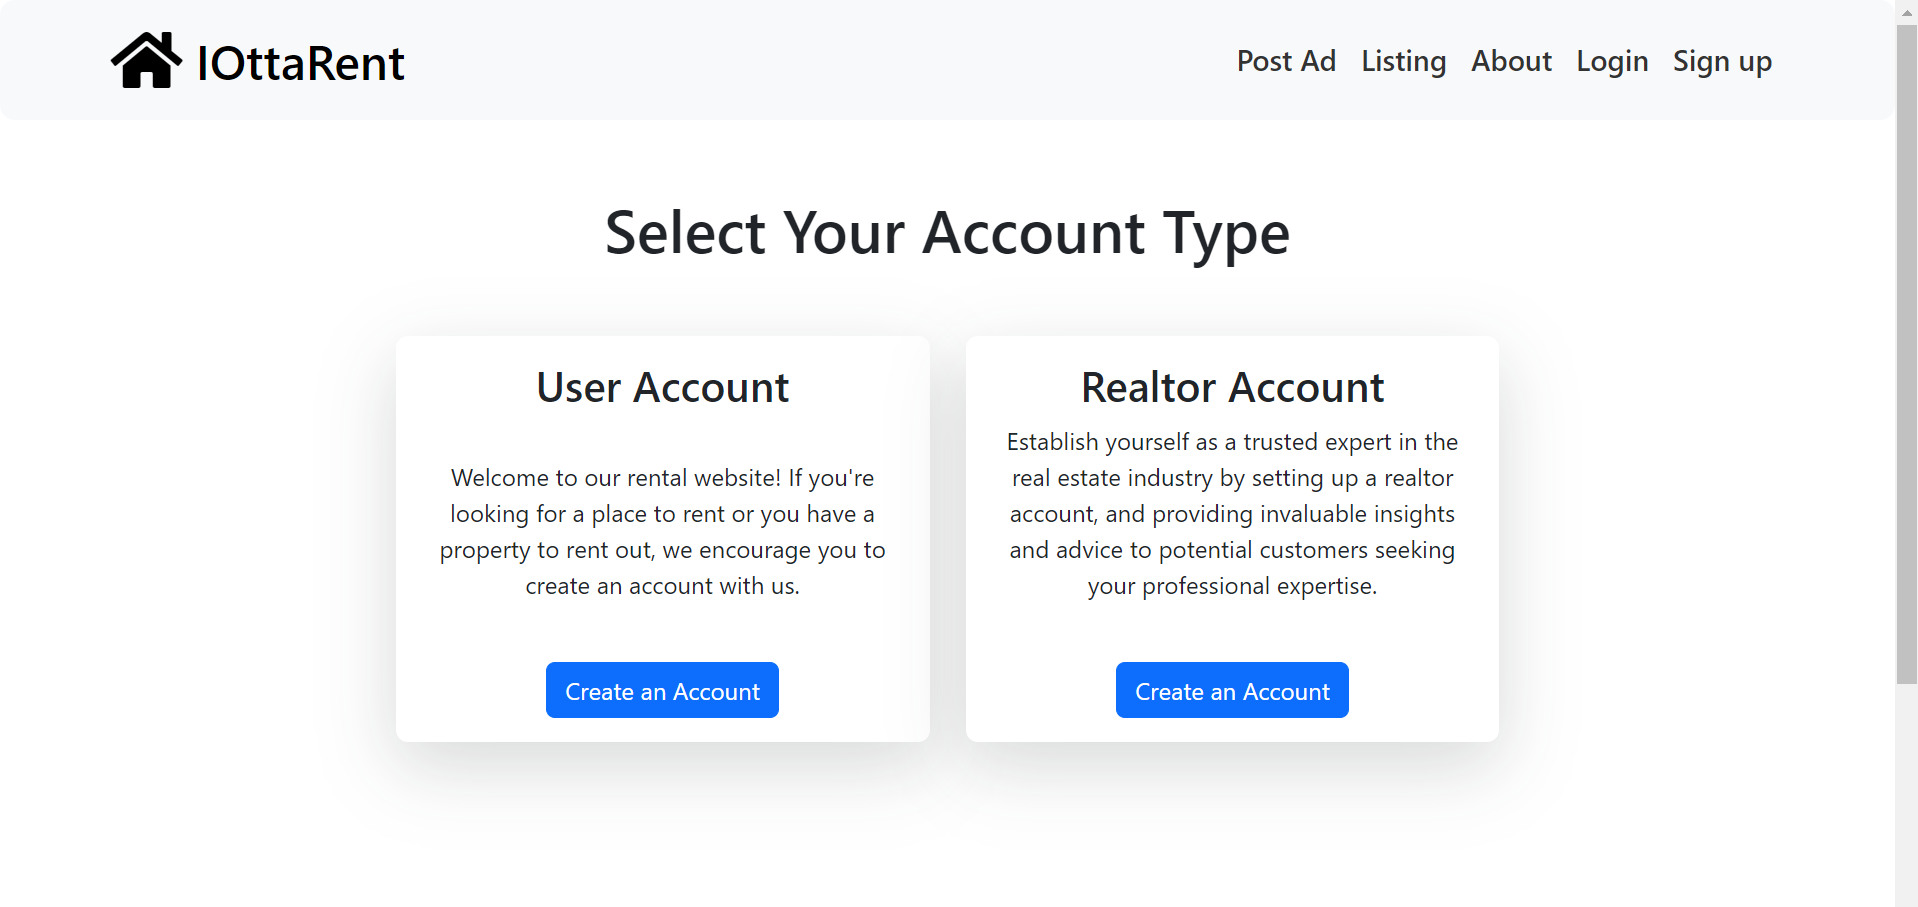 IOttaRent
Post Ad Listing About Login Sign up
Select Your Account Type
User Account
Welcome to our rental website! If you're
looking for a place to rent or you have a
property to rent out, we encourage you to
create an account with us.
Create an Account
Realtor Account
Establish yourself as a trusted expert in the
real estate industry by setting up a realtor
account, and providing invaluable insights
and advice to potential customers seeking
your professional expertise.
Create an Account